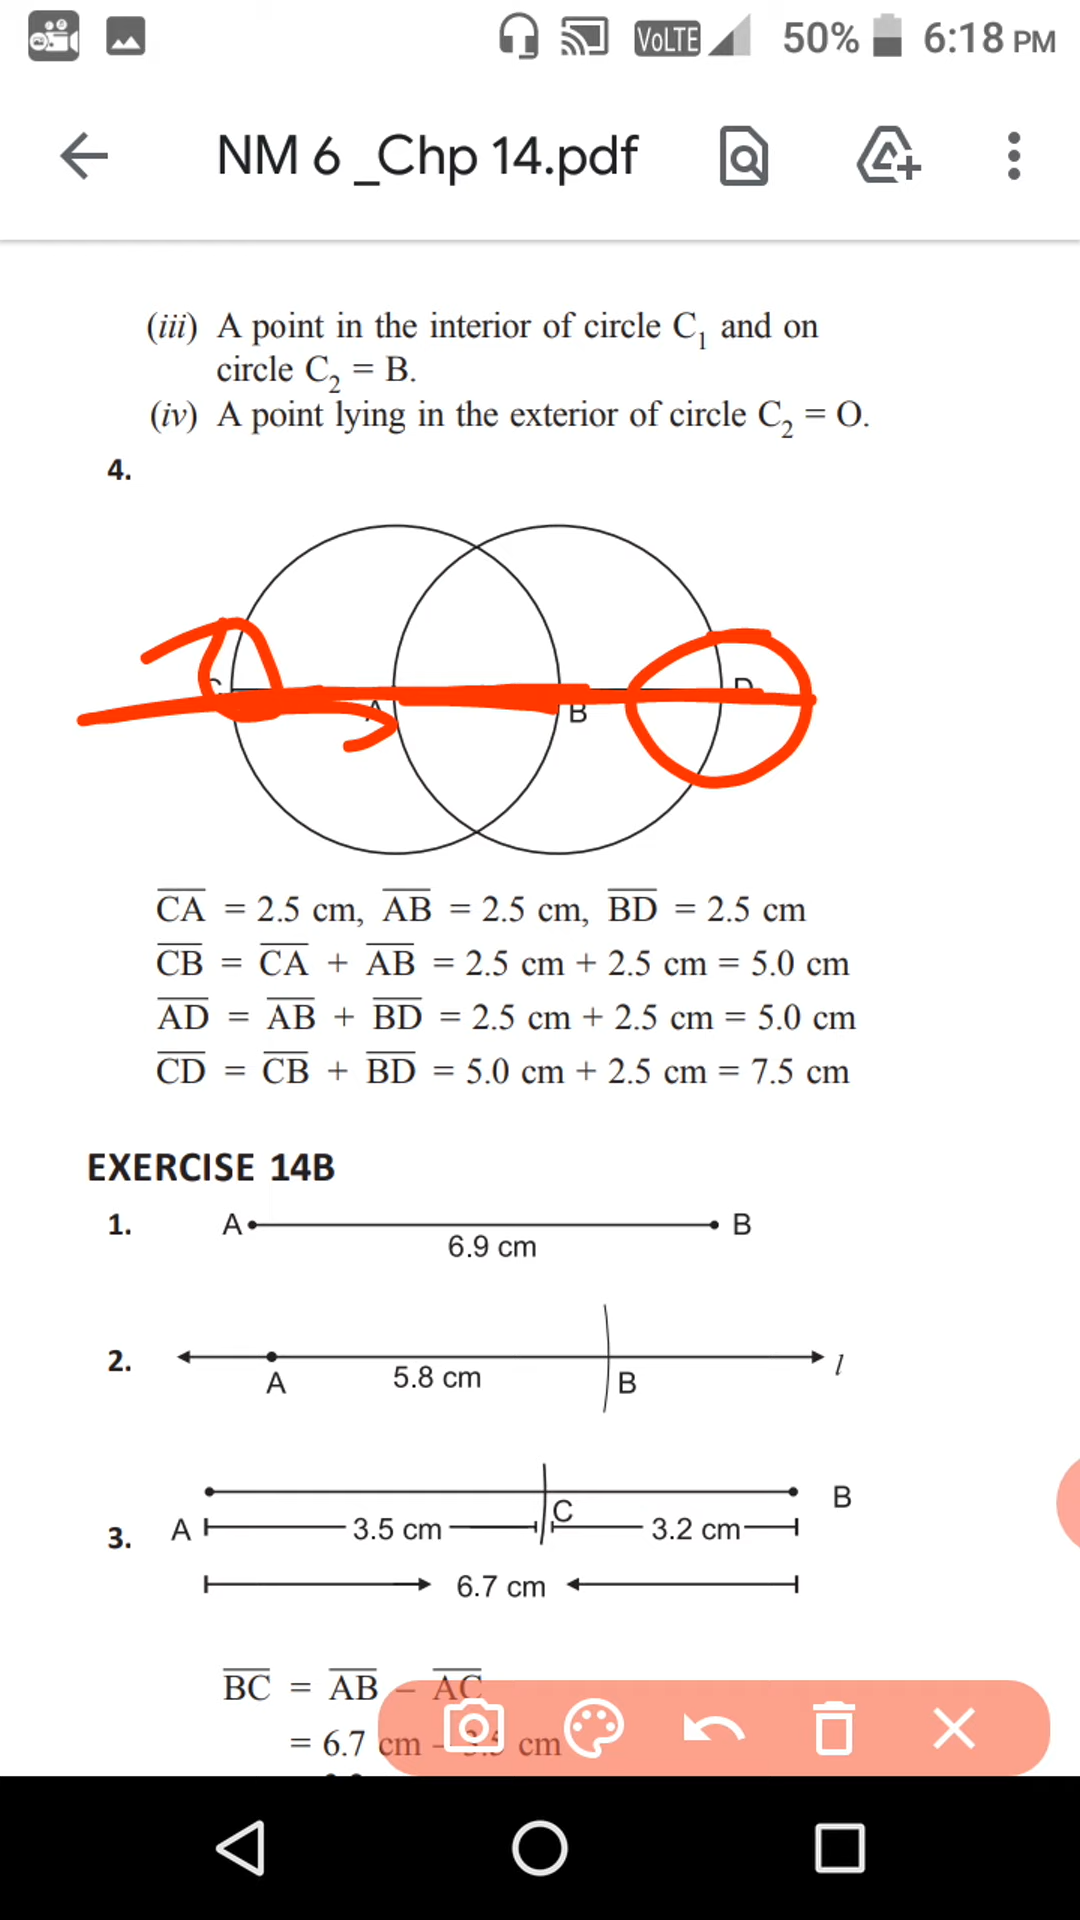 VoLTE 50% 6:18 PM
NM 6 _Chp 14.pdf
(iii) A point in the interior of circle C₁ and on
circle C₂ = B.
(iv) A point lying in the exterior of circle C₂ = O.
4.
C D
A B
CA = 2.5 cm, AB = 2.5 cm, BD = 2.5 cm
CB = CA + AB = 2.5 cm + 2.5 cm = 5.0 cm
AD = AB + BD = 2.5 cm + 2.5 cm = 5.0 cm
CD = CB + BD = 5.0 cm + 2.5 cm = 7.5 cm
EXERCISE 14B
1. A B
6.9 cm
2. l
A 5.8 cm B
B
3. A 3.5 cm C 3.2 cm
6.7 cm
BC = AB – AC
= 6.7 cm – 3.5 cm